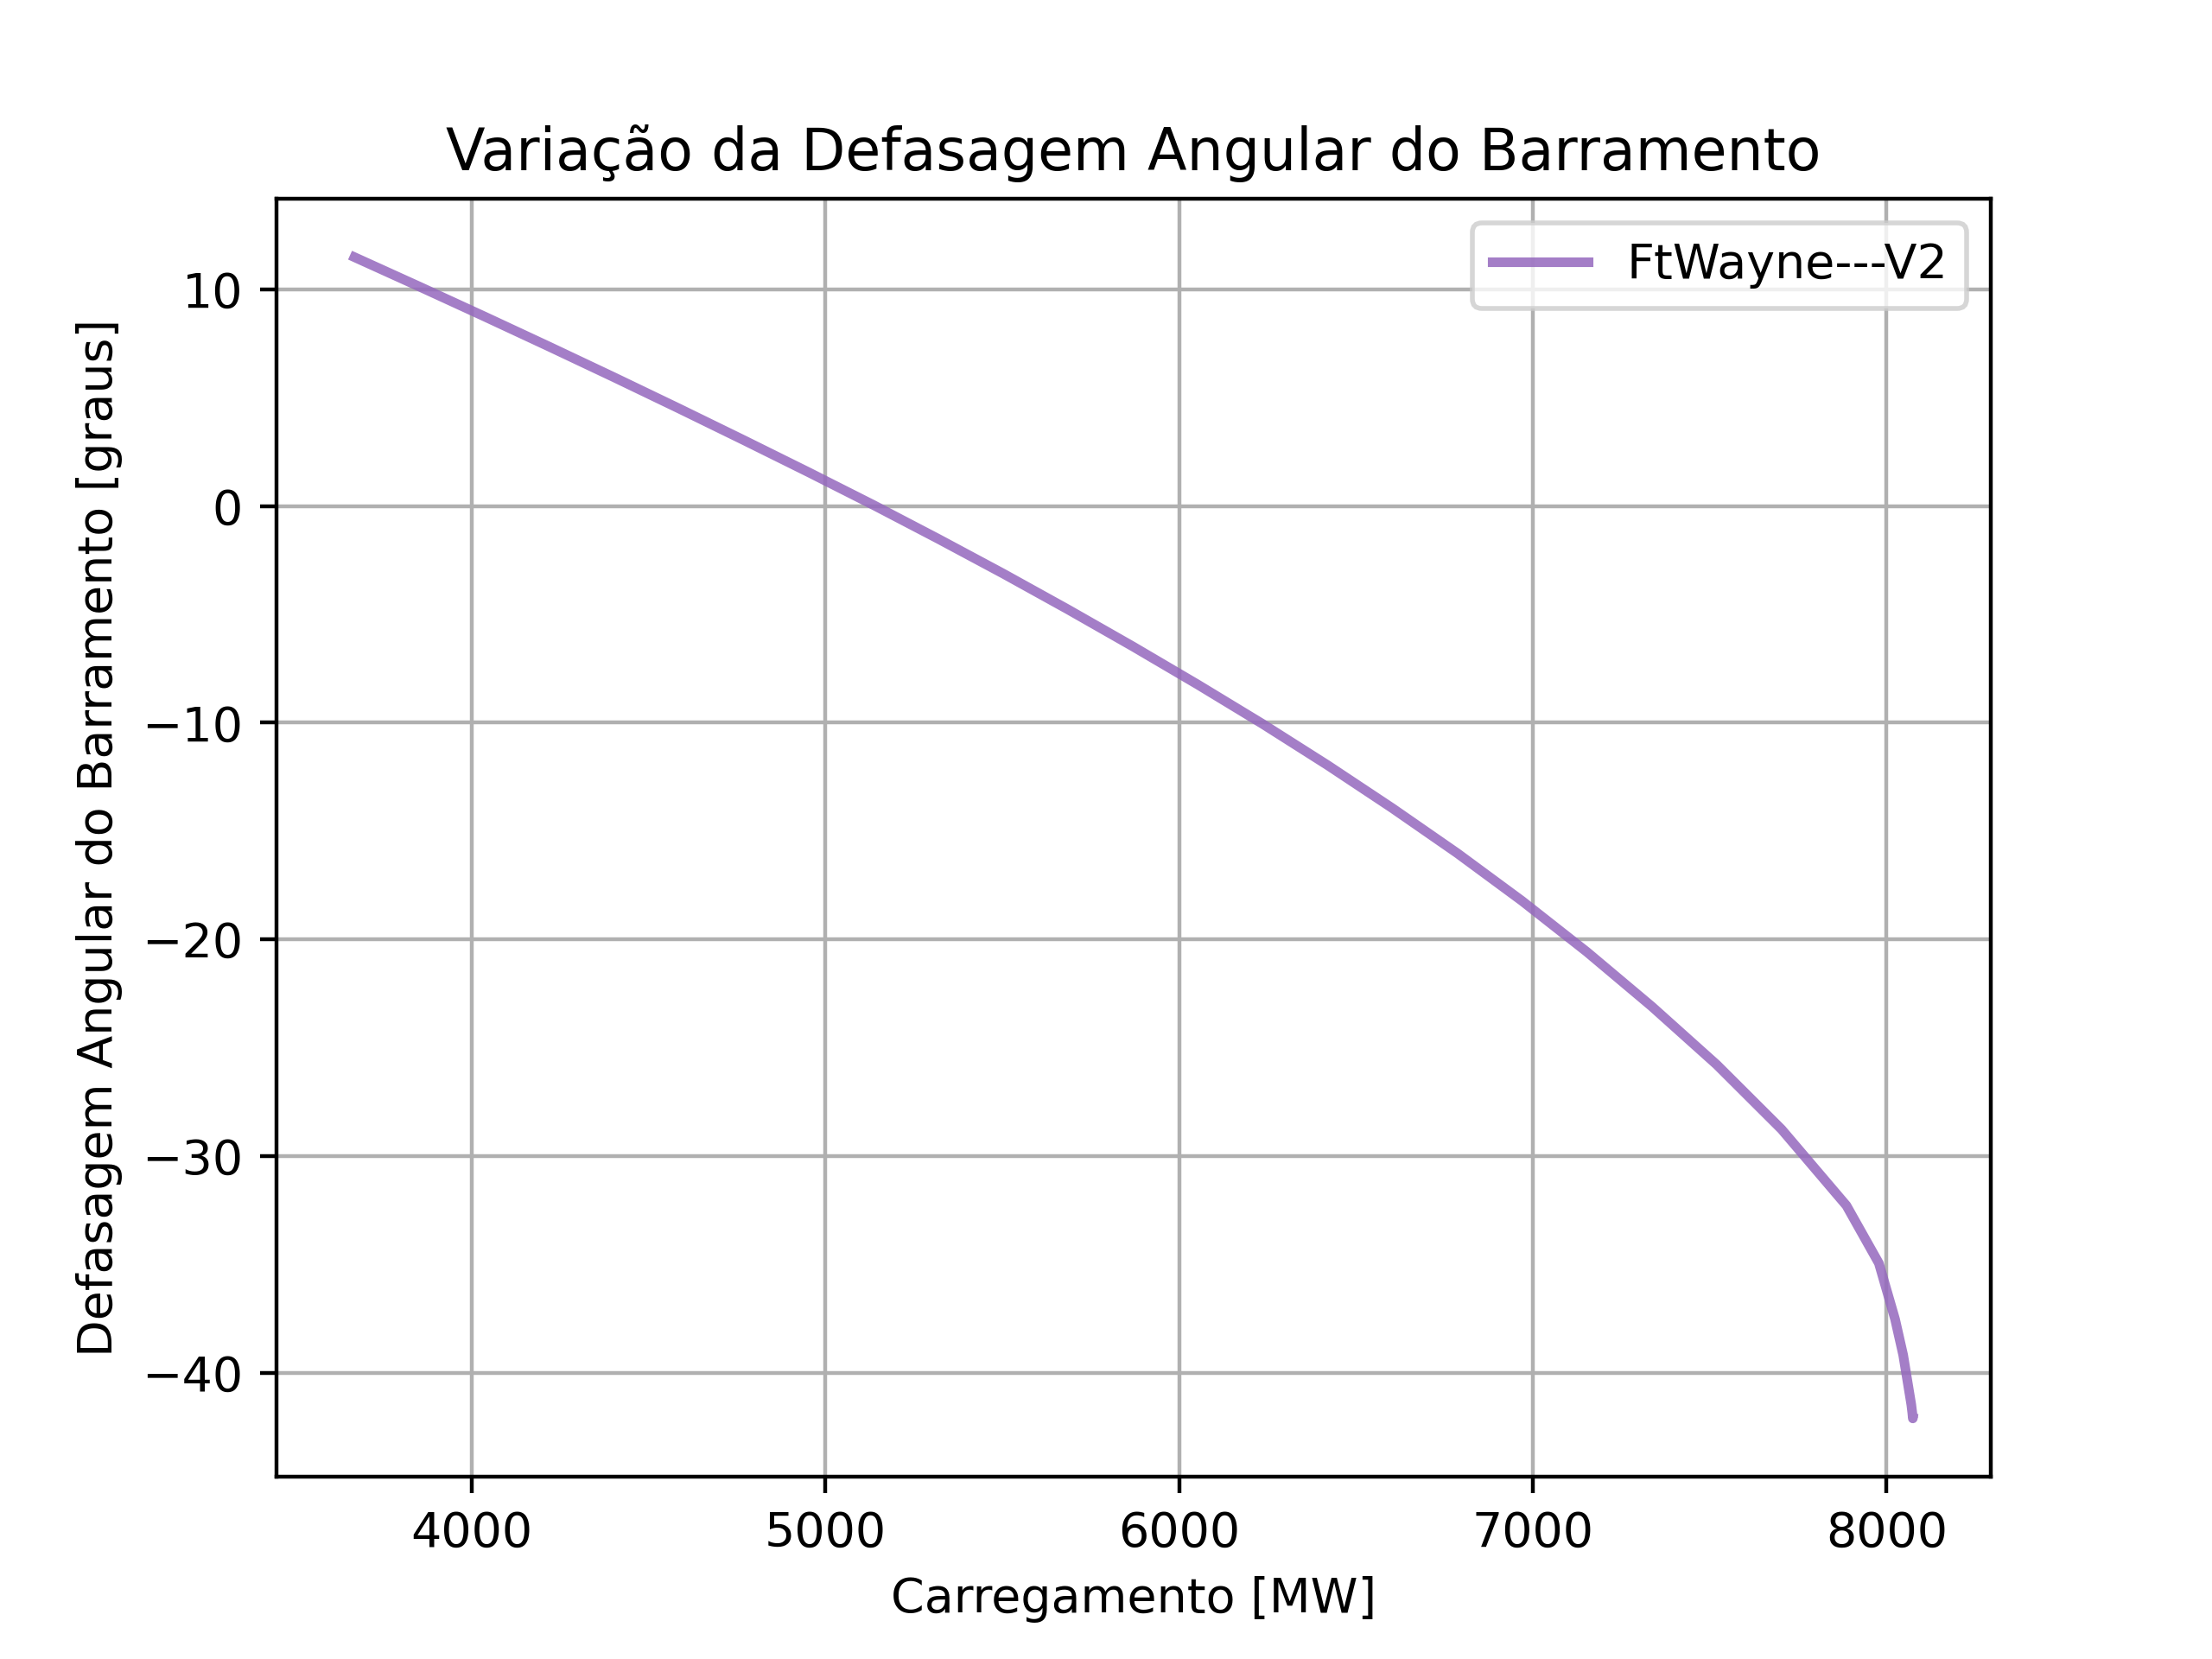 Variação da Defasagem Angular do Barramento
FtWayne---V2
Defasagem Angular do Barramento [graus]
10
0
−10
−20
−30
−40
4000 5000 6000 7000 8000
Carregamento [MW]